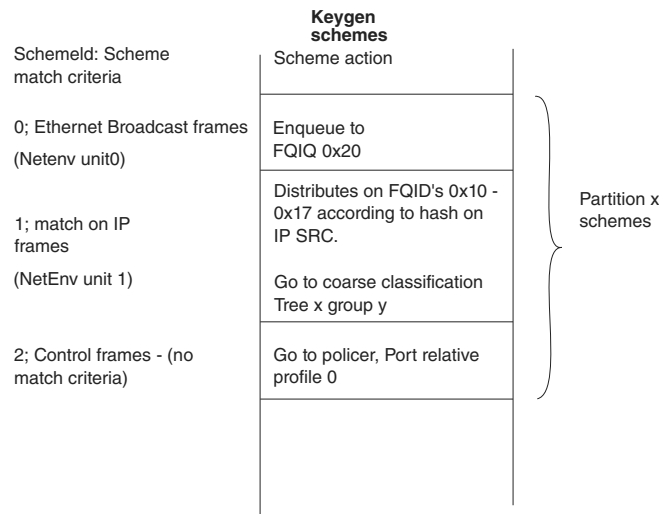 Keygen
schemes
SchemeId: Scheme
match criteria
Scheme action
0; Ethernet Broadcast frames
(Netenv unit0)
Enqueue to
FQIQ 0x20
1; match on IP
frames
(NetEnv unit 1)
Distributes on FQID's 0x10 -
0x17 according to hash on
IP SRC.
Go to coarse classification
Tree x group y
2; Control frames - (no
match criteria)
Go to policer, Port relative
profile 0
Partition x
schemes